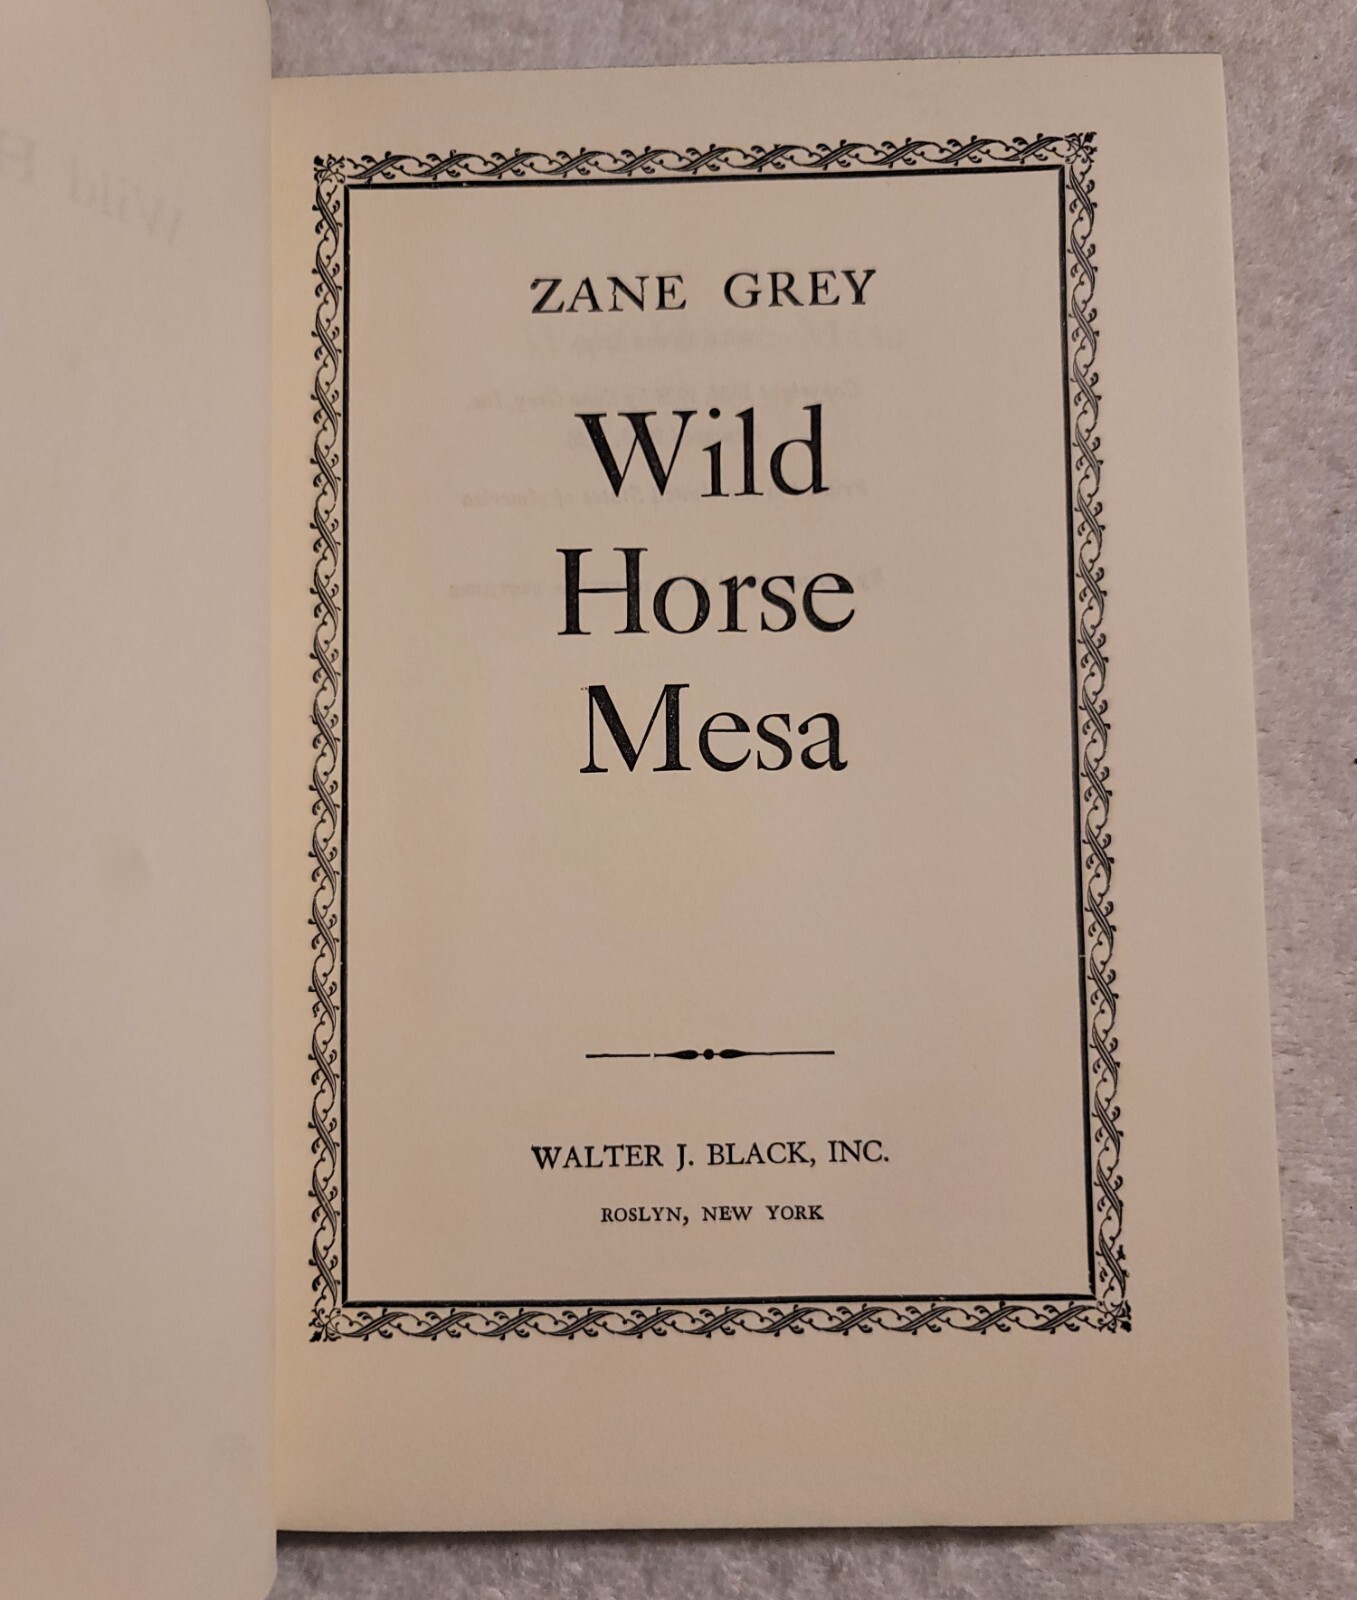 ZANE GREY
Wild
Horse
Mesa
WALTER J. BLACK, INC.
ROSLYN, NEW YORK